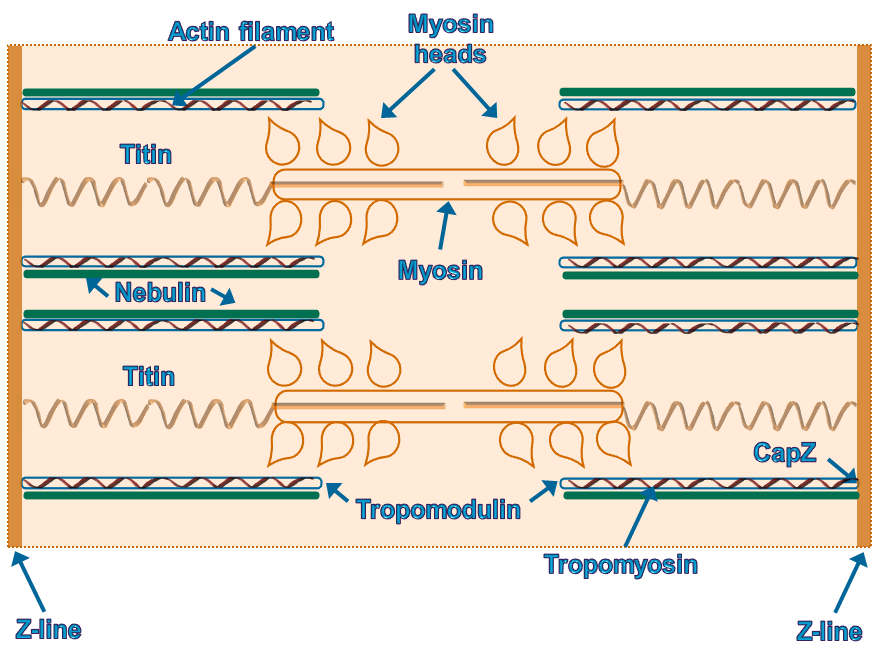 Actin filament
Myosin
heads
Titin
Myosin
Nebulin
Titin
CapZ
Tropomodulin
Tropomyosin
Z-line
Z-line